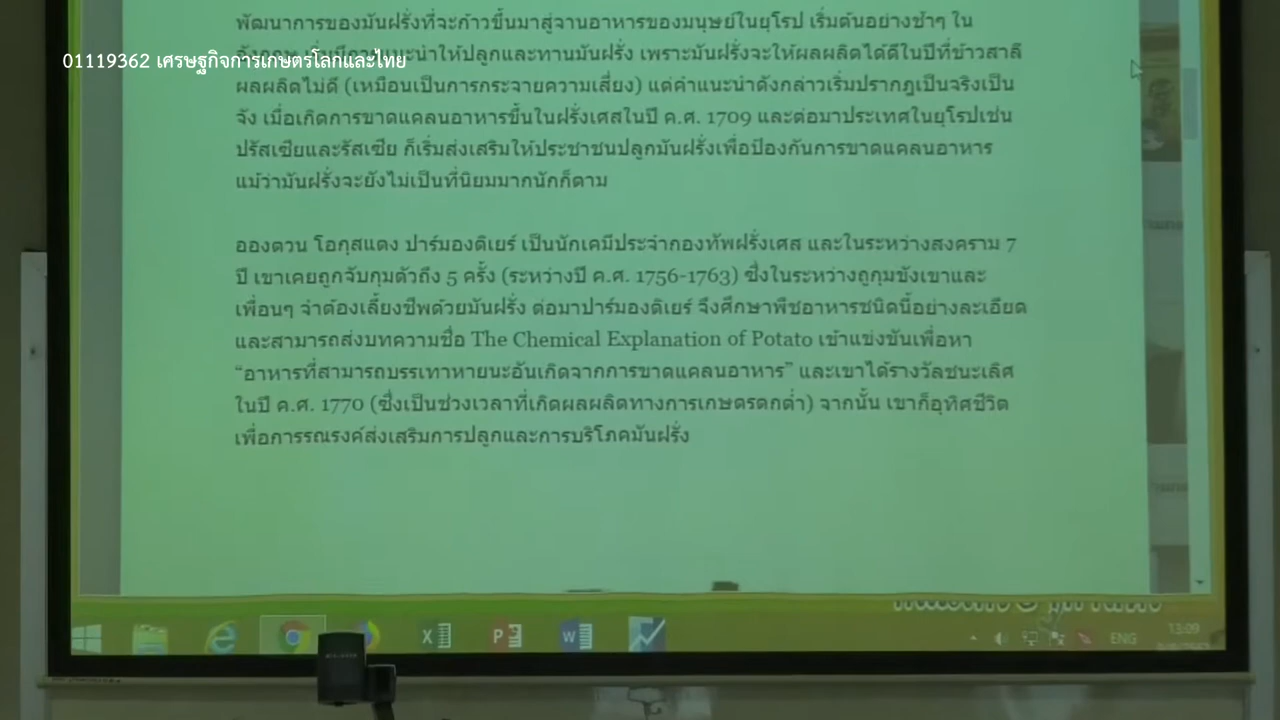 พัฒนาการของมันฝรั่งที่จะก้าวขึ้นมาสู่จานอาหารของมนุษย์ในยุโรป เริ่มต้นอย่างช้าๆ ใน
แนะนำให้ปลูกและทานมันฝรั่ง เพราะมันฝรั่งจะให้ผลผลิตได้ดีในปีที่ข้าวสาลี
01119362 เศรษฐกิจการเกษตรโลกและไทย
ผลผลิตไม่ดี (เหมือนเป็นการกระจายความเสี่ยง) แต่คำแนะนำดังกล่าวเริ่มปรากฏเป็นจริงเป็น
จัง เมื่อเกิดการขาดแคลนอาหารขึ้นในฝรั่งเศสในปี ค.ศ. 1709 และต่อมาประเทศในยุโรปเช่น
ปรัสเซียและรัสเซีย ก็เริ่มส่งเสริมให้ประชาชนปลูกมันฝรั่งเพื่อป้องกันการขาดแคลนอาหาร
แม้ว่ามันฝรั่งจะยังไม่เป็นที่นิยมมากนักก็ตาม
อองตวน โอกุสแตง ปาร์มองติเยร์ เป็นนักเคมีประจำกองทัพฝรั่งเศส และในระหว่างสงคราม 7
ปี เขาเคยถูกจับกุมตัวถึง 5 ครั้ง (ระหว่างปี ค.ศ. 1756-1763) ซึ่งในระหว่างถูกุมขังเขาและ
เพื่อนๆ จำต้องเลี้ยงชีพด้วยมันฝรั่ง ต่อมาปาร์มองติเยร์ จึงศึกษาพืชอาหารชนิดนี้อย่างละเอียด
และสามารถส่งบทความชื่อ The Chemical Explanation of Potato เข้าแข่งขันเพื่อหา
“อาหารที่สามารถบรรเทาหายนะอันเกิดจากการขาดแคลนอาหาร” และเขาได้รางวัลชนะเลิศ
ในปี ค.ศ. 1770 (ซึ่งเป็นช่วงเวลาที่เกิดผลผลิตทางการเกษตรตกต่ำ) จากนั้น เขาก็อุทิศชีวิต
เพื่อการรณรงค์ส่งเสริมการปลูกและการบริโภคมันฝรั่ง
ENG
13:09